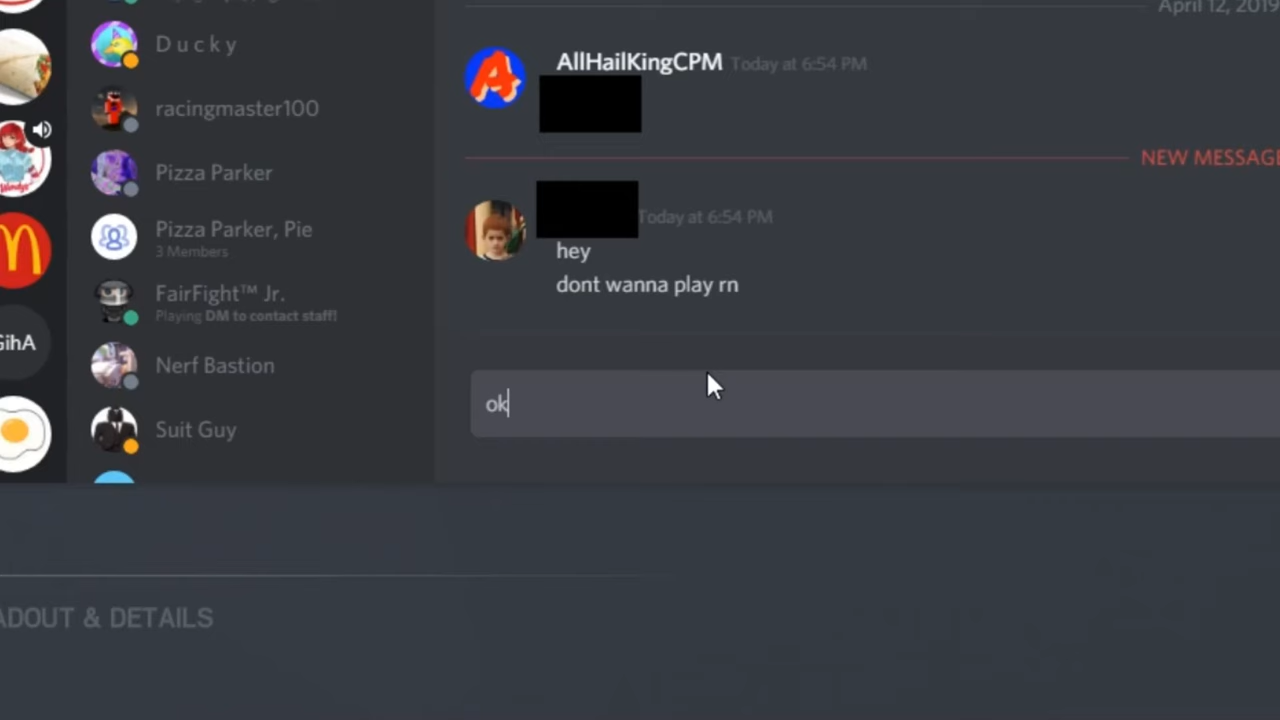 D u c k y
racingmaster100
Pizza Parker
Pizza Parker, Pie
3 Members
FairFight™ Jr.
Playing DM to contact staff!
Nerf Bastion
Suit Guy
Wendy's
GihA
April 12, 2019
AllHailKingCPM Today at 6:54 PM
NEW MESSAGE
Today at 6:54 PM
hey
dont wanna play rn
ok
ADOUT & DETAILS